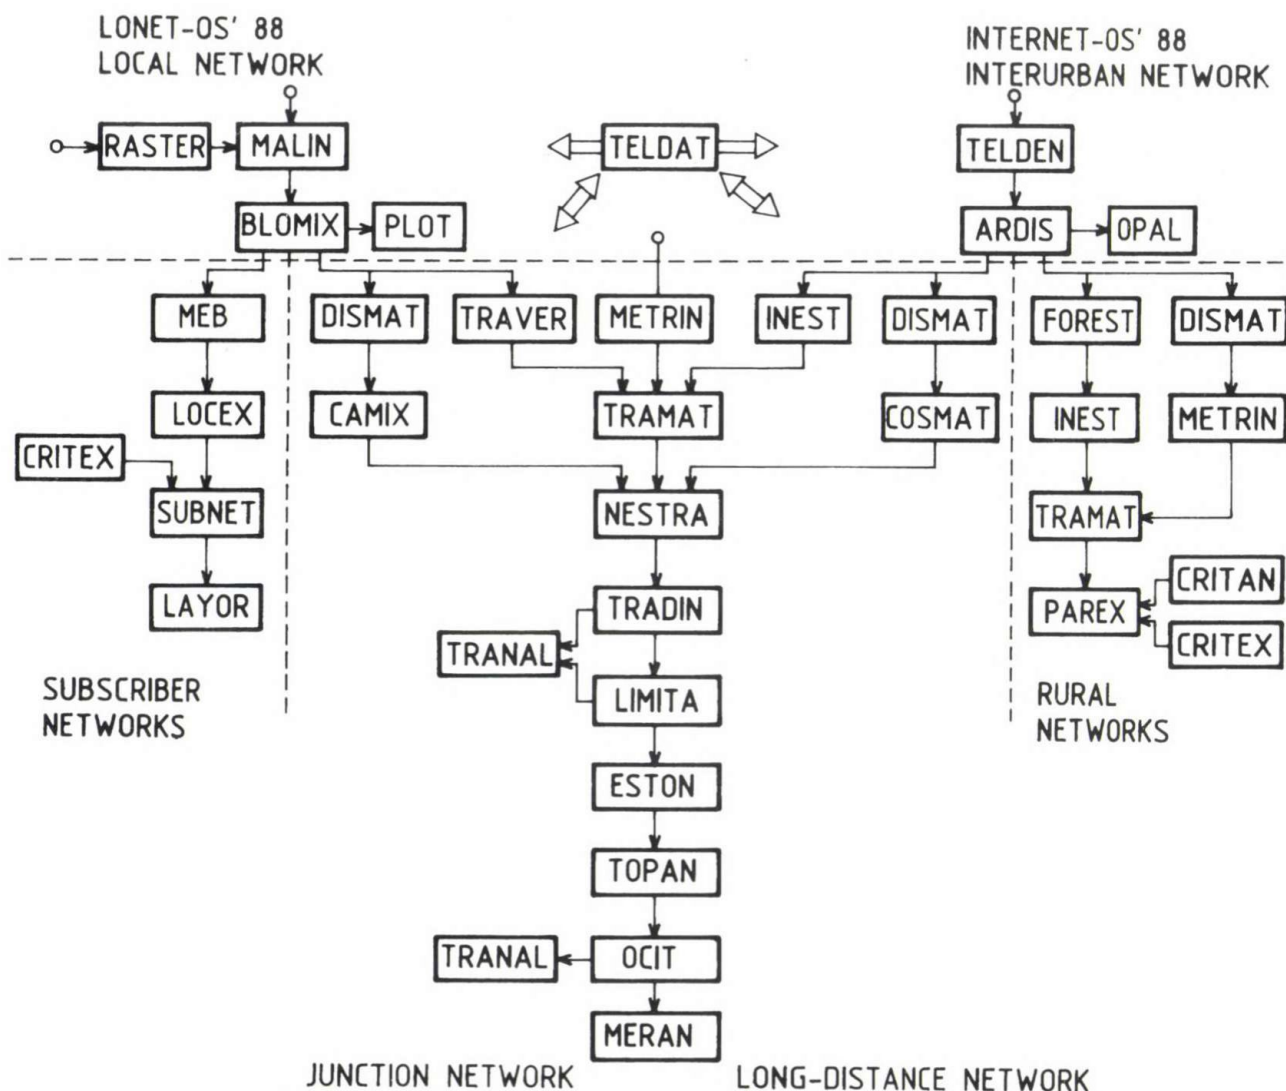 LONET-OS' 88
LOCAL NETWORK
INTERNET-OS' 88
INTERURBAN NETWORK
RASTER
MALIN
TELDAT
TELDEN
BLOMIX
PLOT
ARDIS
OPAL
MEB
DISMAT
TRAVER
METRIN
INEST
DISMAT
FOREST
DISMAT
LOCEX
CAMIX
TRAMAT
COSMAT
INEST
METRIN
CRITEX
SUBNET
NESTRA
TRAMAT
LAYOR
TRADIN
PAREX
CRITAN
CRITEX
TRANAL
LIMITA
SUBSCRIBER
NETWORKS
RURAL
NETWORKS
ESTON
TOPAN
TRANAL
OCIT
MERAN
JUNCTION NETWORK
LONG-DISTANCE NETWORK